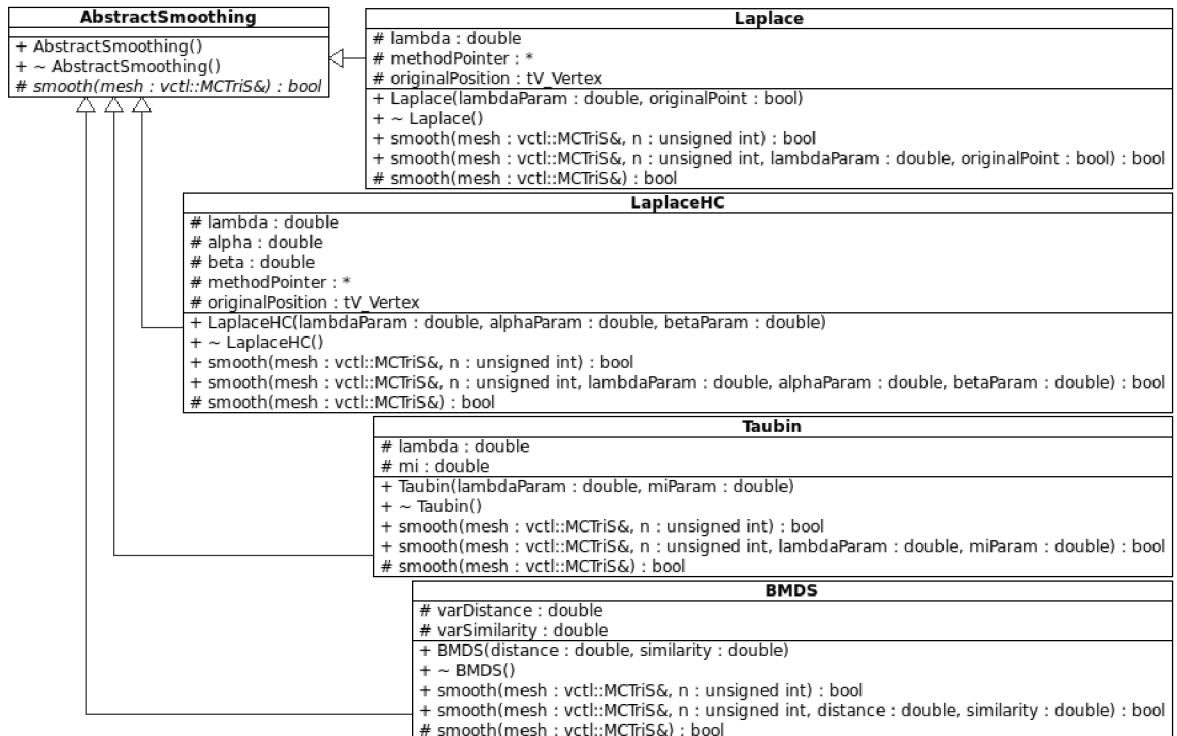 AbstractSmoothing
+ AbstractSmoothing()
+ ~ AbstractSmoothing()
# smooth(mesh : vctl::MCTriS&) : bool
Laplace
# lambda : double
# methodPointer : *
# originalPosition : tV_Vertex
+ Laplace(lambdaParam : double, originalPoint : bool)
+ ~ Laplace()
+ smooth(mesh : vctl::MCTriS&, n : unsigned int) : bool
+ smooth(mesh : vctl::MCTriS&, n : unsigned int, lambdaParam : double, originalPoint : bool) : bool
# smooth(mesh : vctl::MCTriS&) : bool
LaplaceHC
# lambda : double
# alpha : double
# beta : double
# methodPointer : *
# originalPosition : tV_Vertex
+ LaplaceHC(lambdaParam : double, alphaParam : double, betaParam : double)
+ ~ LaplaceHC()
+ smooth(mesh : vctl::MCTriS&, n : unsigned int) : bool
+ smooth(mesh : vctl::MCTriS&, n : unsigned int, lambdaParam : double, alphaParam : double, betaParam : double) : bool
# smooth(mesh : vctl::MCTriS&) : bool
Taubin
# lambda : double
# mi : double
+ Taubin(lambdaParam : double, miParam : double)
+ ~ Taubin()
+ smooth(mesh : vctl::MCTriS&, n : unsigned int) : bool
+ smooth(mesh : vctl::MCTriS&, n : unsigned int, lambdaParam : double, miParam : double) : bool
# smooth(mesh : vctl::MCTriS&) : bool
BMDS
# varDistance : double
# varSimilarity : double
+ BMDS(distance : double, similarity : double)
+ ~ BMDS()
+ smooth(mesh : vctl::MCTriS&, n : unsigned int) : bool
+ smooth(mesh : vctl::MCTriS&, n : unsigned int, distance : double, similarity : double) : bool
# smooth(mesh : vctl::MCTriS&) : bool